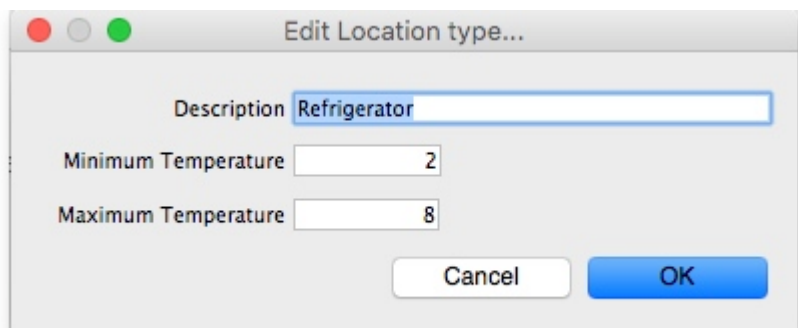 Edit Location type...
Description Refrigerator
Minimum Temperature 2
Maximum Temperature 8
Cancel OK